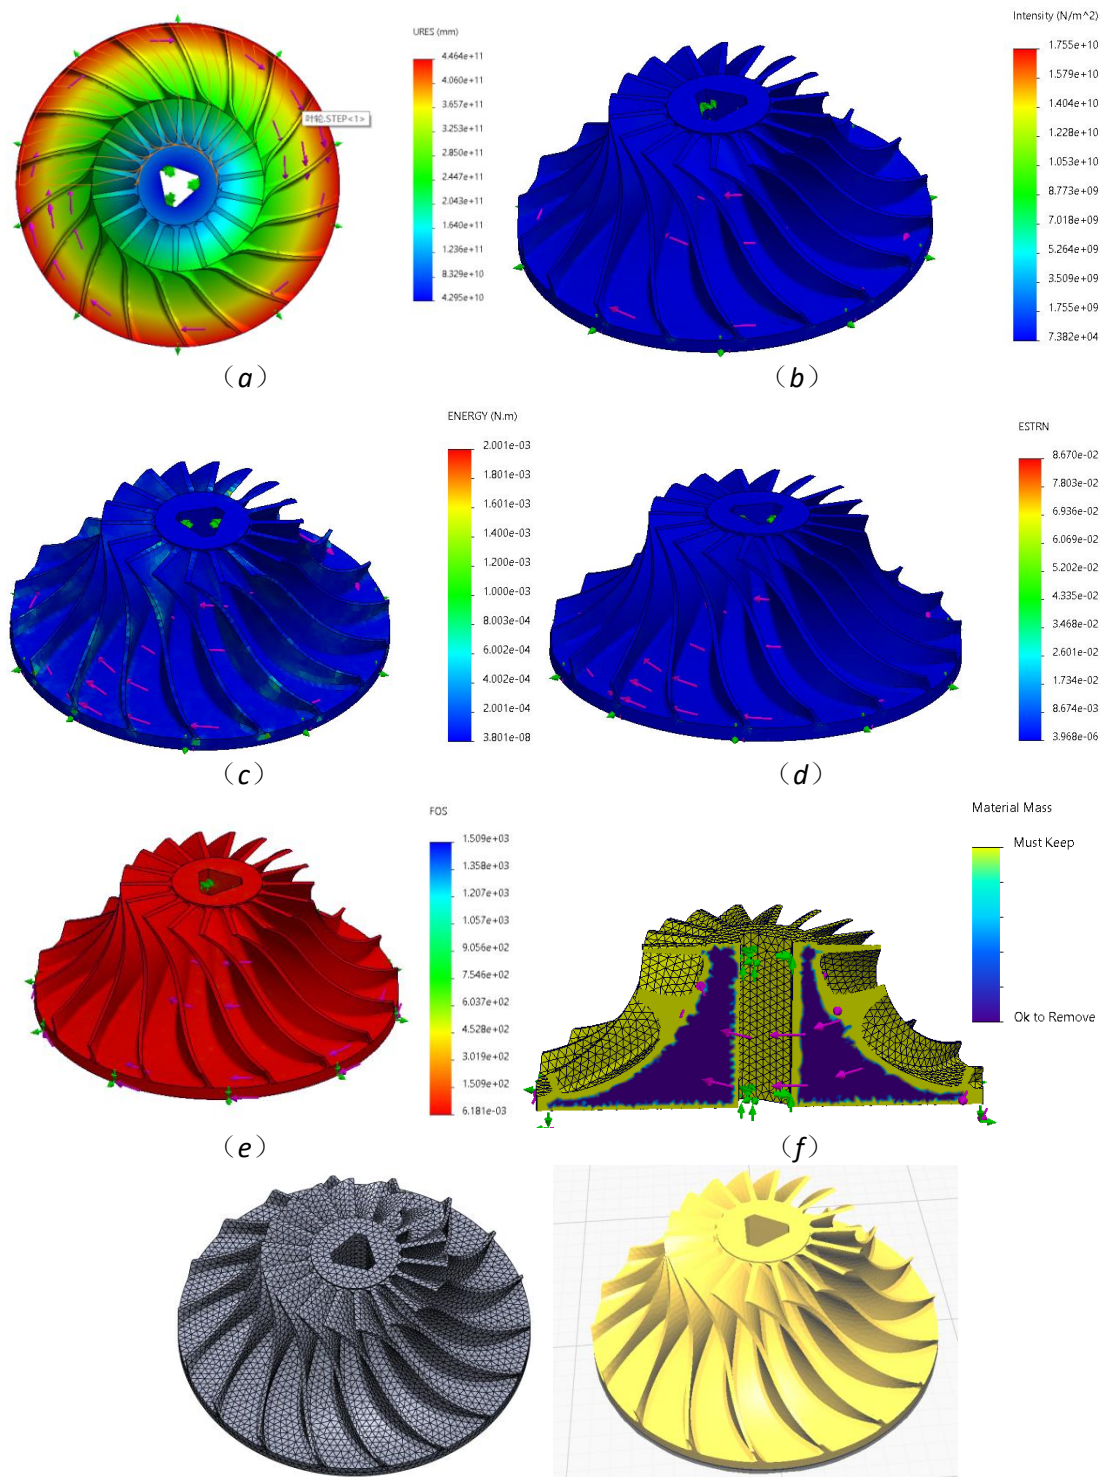 URES (mm)
4.464e+11
4.060e+11
3.657e+11
3.253e+11
2.850e+11
2.447e+11
2.043e+11
1.640e+11
1.236e+11
8.329e+10
4.295e+10
叶轮.STEP<1>
（a）
Intensity (N/m^2)
1.755e+10
1.579e+10
1.404e+10
1.228e+10
1.053e+10
8.773e+09
7.018e+09
5.264e+09
3.509e+09
1.755e+09
7.382e+04
（b）
ENERGY (N.m)
2.001e-03
1.801e-03
1.601e-03
1.400e-03
1.200e-03
1.000e-03
8.003e-04
6.002e-04
4.002e-04
2.001e-04
3.801e-08
（c）
ESTRN
8.670e-02
7.803e-02
6.936e-02
6.069e-02
5.202e-02
4.335e-02
3.468e-02
2.601e-02
1.734e-02
8.674e-03
3.968e-06
（d）
FOS
1.509e+03
1.358e+03
1.207e+03
1.057e+03
9.056e+02
7.546e+02
6.037e+02
4.528e+02
3.019e+02
1.509e+02
6.181e-03
（e）
Material Mass
Must Keep
Ok to Remove
（f）